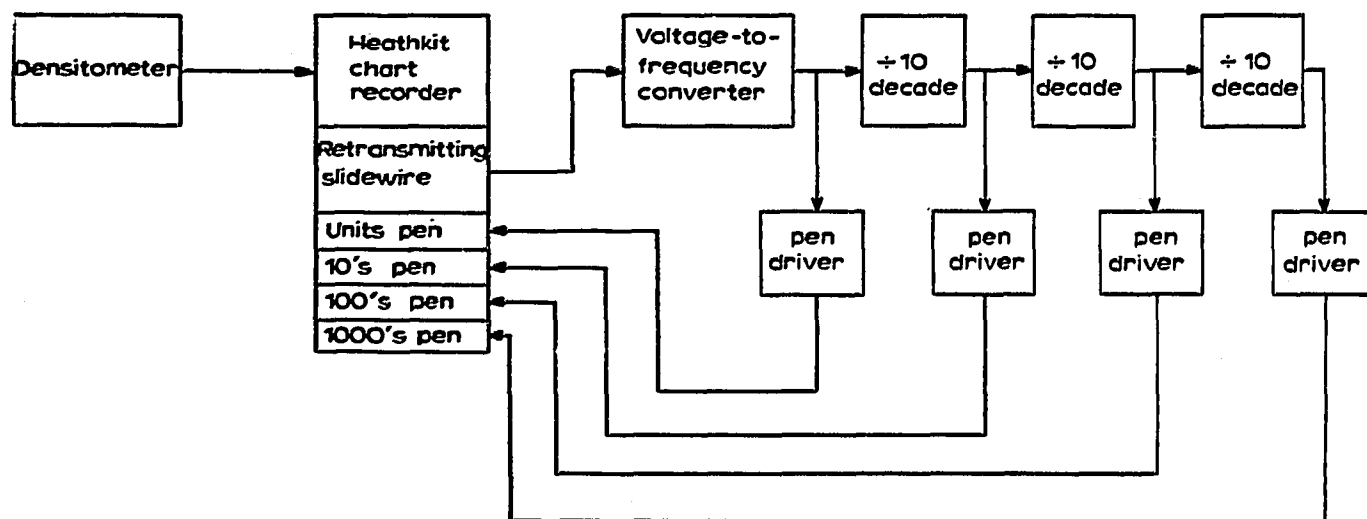 Densitometer
Heathkit
chart
recorder
Retransmitting
slidewire
Units pen
10's pen
100's pen
1000's pen
Voltage-to-
frequency
converter
÷10
decade
÷10
decade
÷10
decade
pen
driver
pen
driver
pen
driver
pen
driver